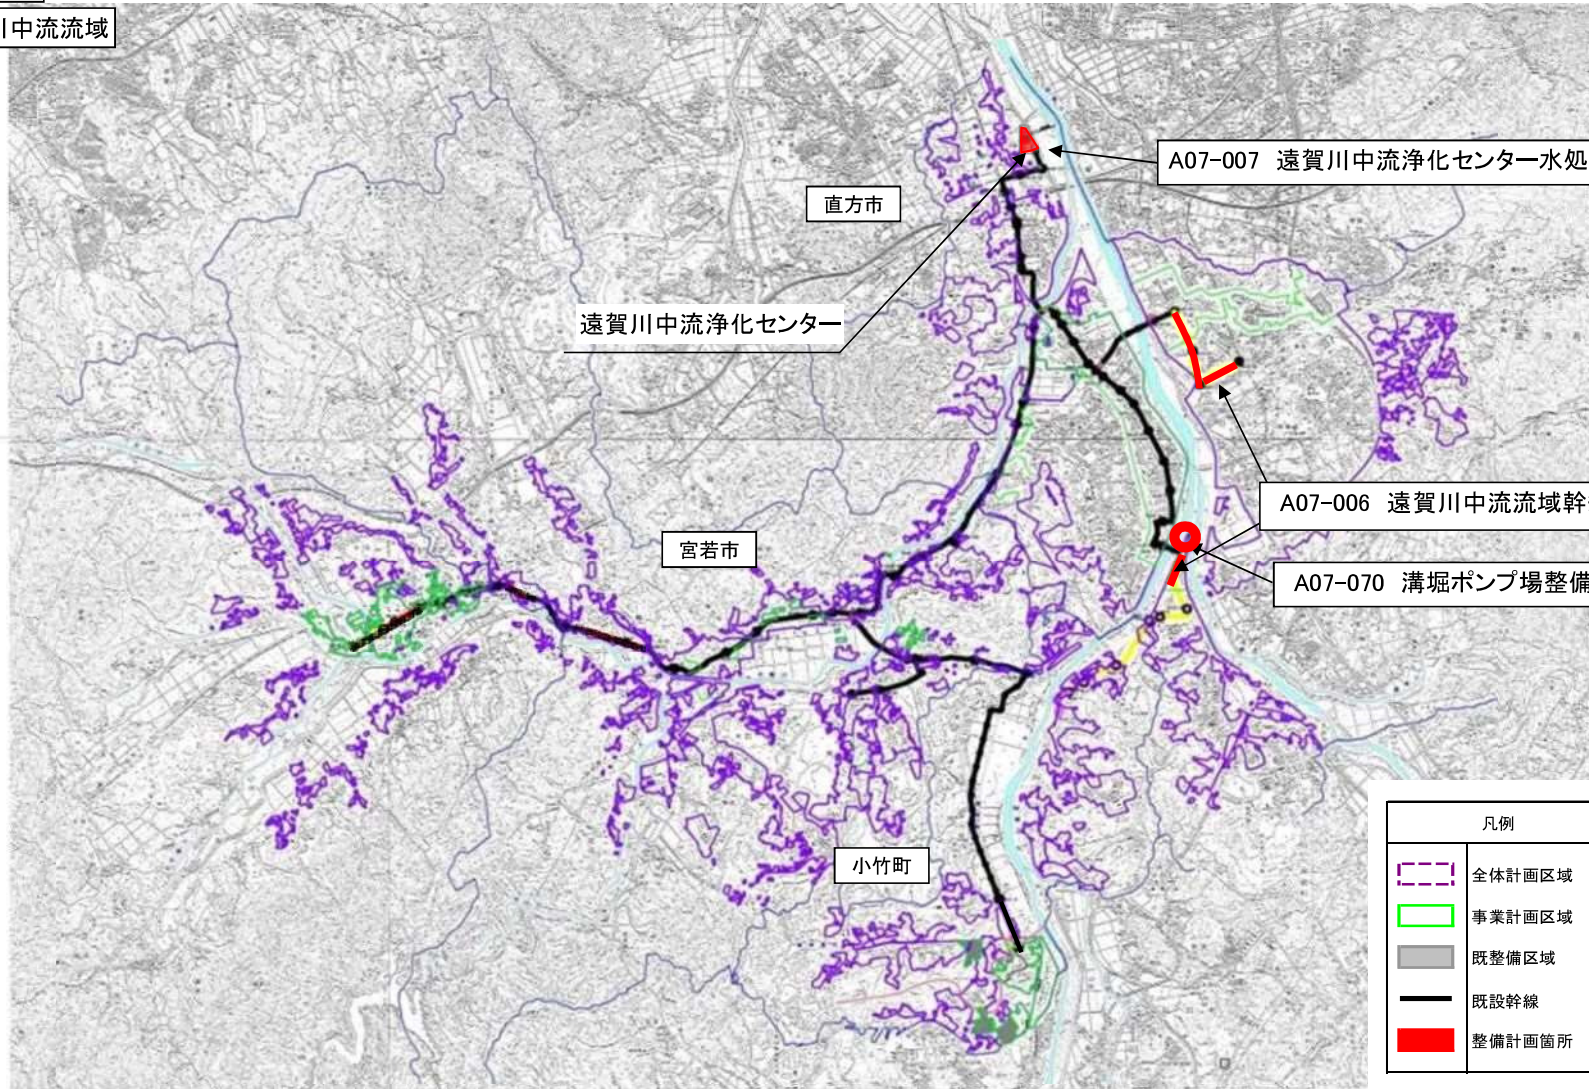 川中流流域
A07-007 遠賀川中流浄化センター水処
直方市
遠賀川中流浄化センター
A07-006 遠賀川中流流域幹
宮若市
A07-070 溝堀ポンプ場整備
小竹町
凡例
全体計画区域
事業計画区域
既整備区域
既設幹線
整備計画箇所